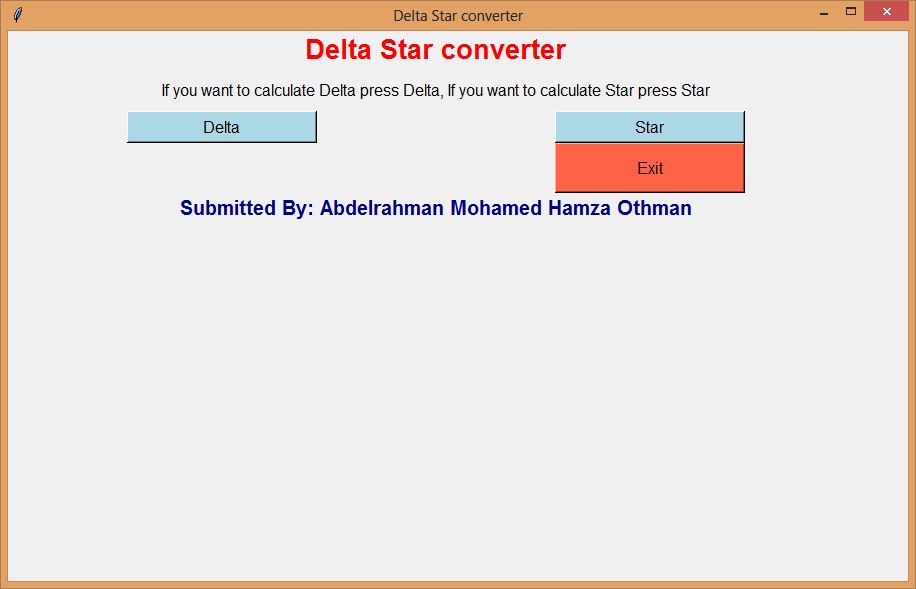 Delta Star converter
Delta Star converter
If you want to calculate Delta press Delta, If you want to calculate Star press Star
Delta
Star
Exit
Submitted By: Abdelrahman Mohamed Hamza Othman